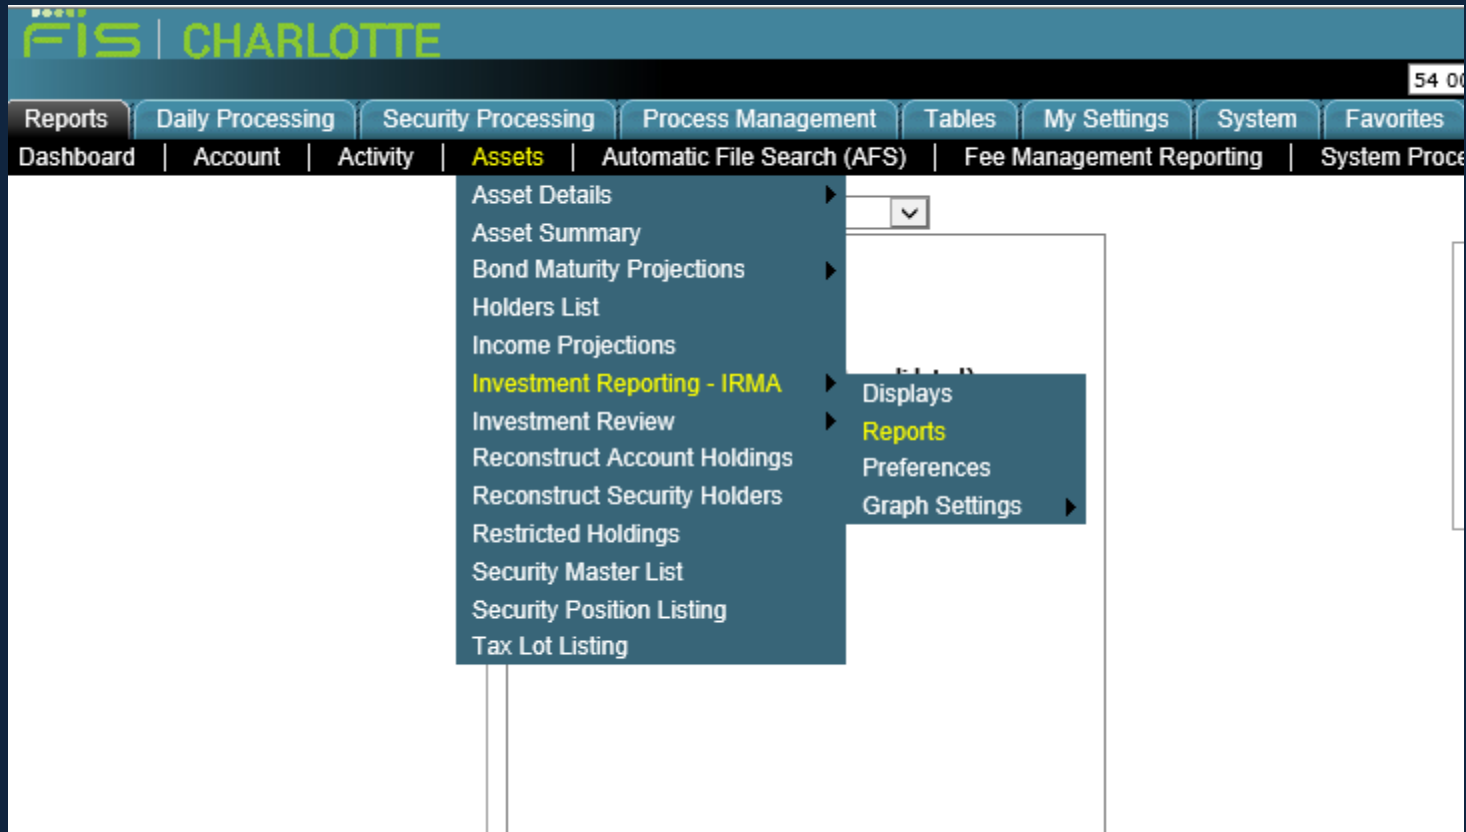 FIS | CHARLOTTE
54 00
Reports Daily Processing Security Processing Process Management Tables My Settings System Favorites
Dashboard | Account | Activity | Assets | Automatic File Search (AFS) | Fee Management Reporting | System Proce
Asset Details
Asset Summary
Bond Maturity Projections
Holders List
Income Projections
Investment Reporting - IRMA
Investment Review
Reconstruct Account Holdings
Reconstruct Security Holders
Restricted Holdings
Security Master List
Security Position Listing
Tax Lot Listing
Displays
Reports
Preferences
Graph Settings